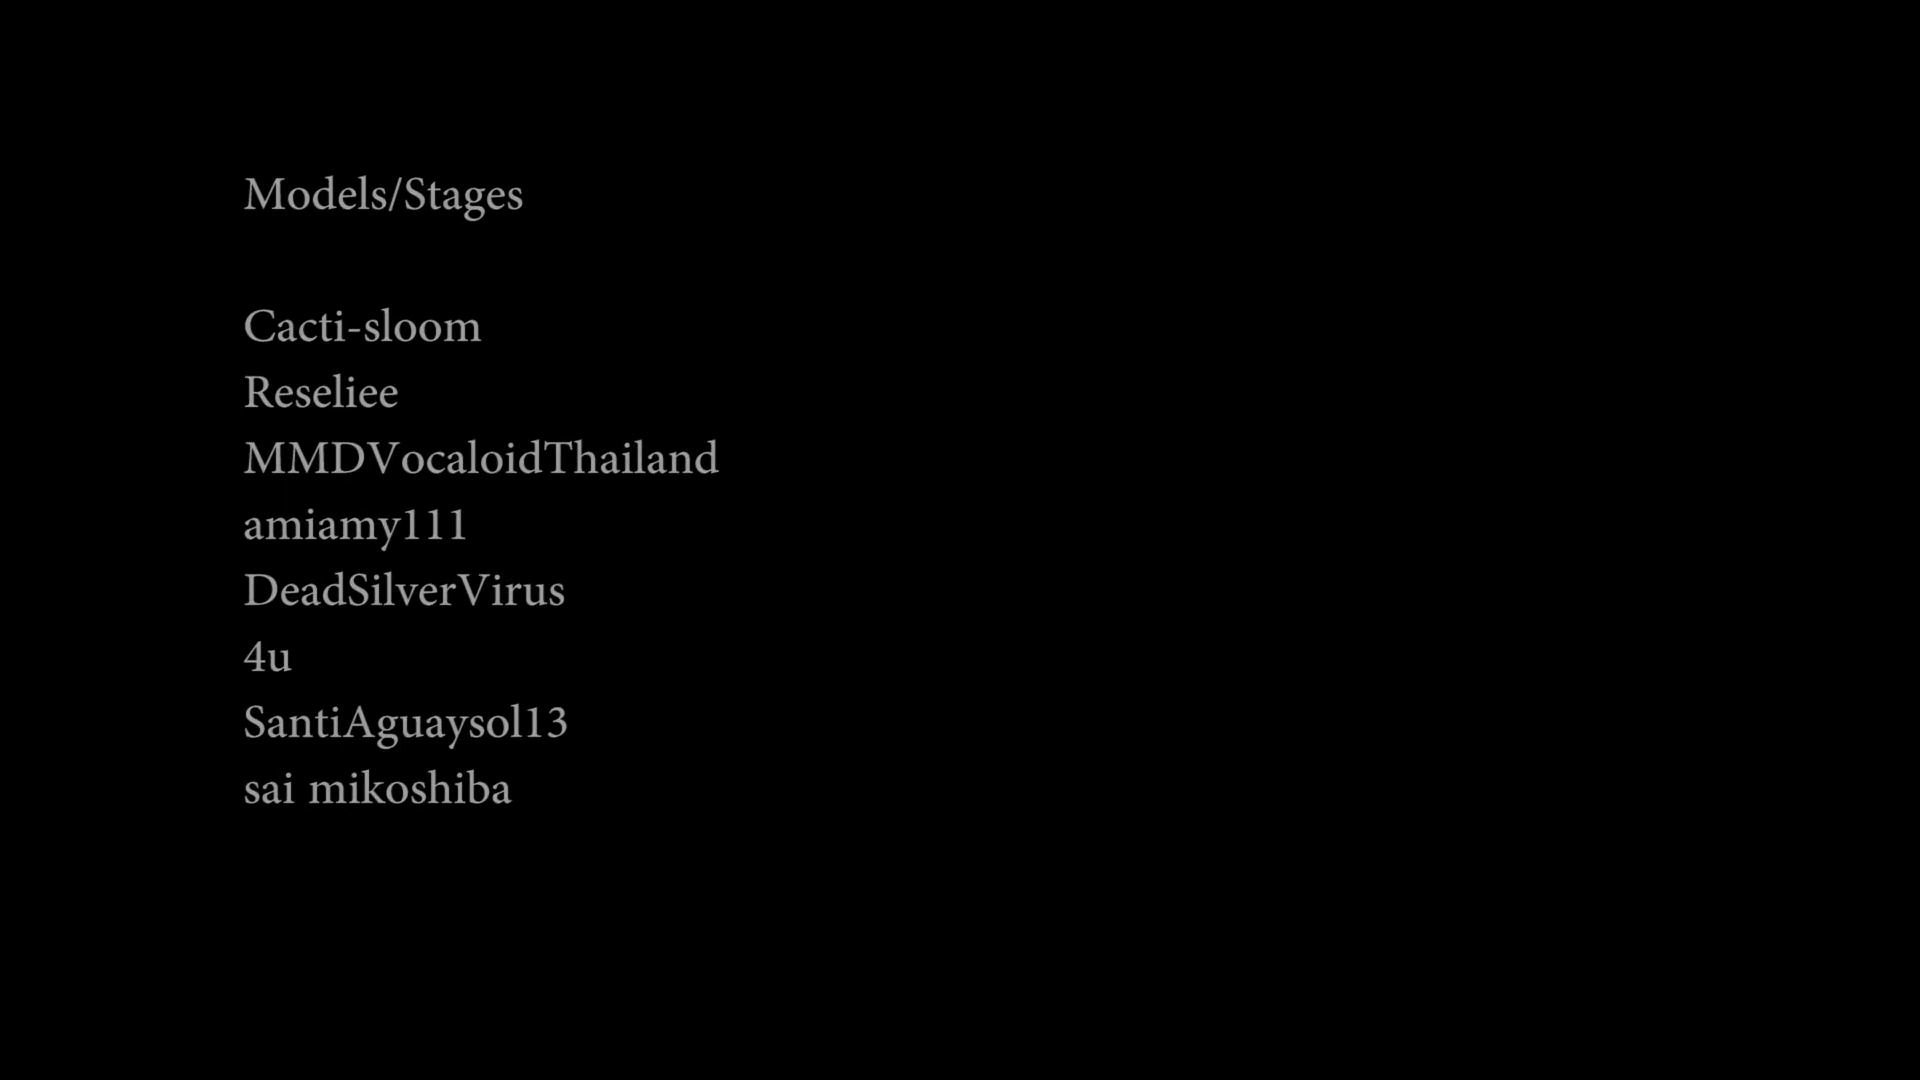 Models/Stages
Cacti-sloom
Reseliee
MMDVocaloidThailand
amiamy111
DeadSilverVirus
4u
SantiAguaysol13
sai mikoshiba